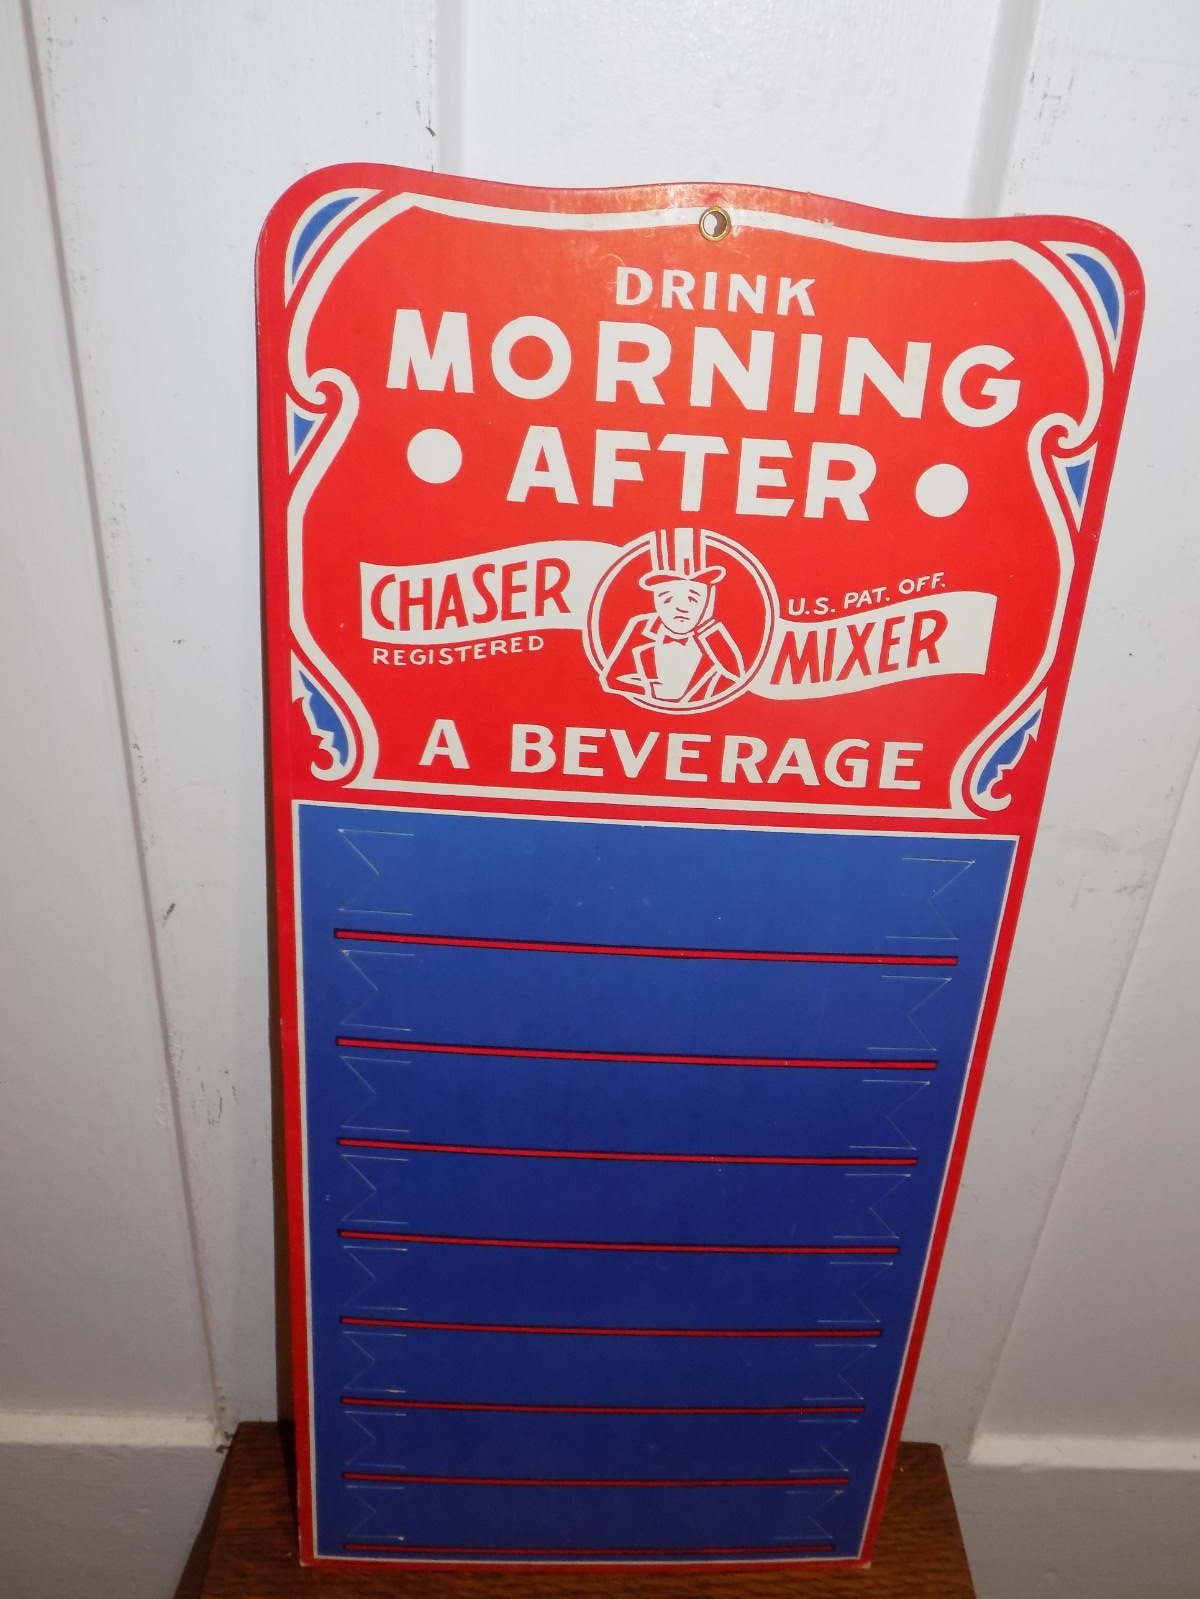 DRINK
MORNING
• AFTER •
CHASER
REGISTERED
U.S. PAT. OFF.
MIXER
A BEVERAGE